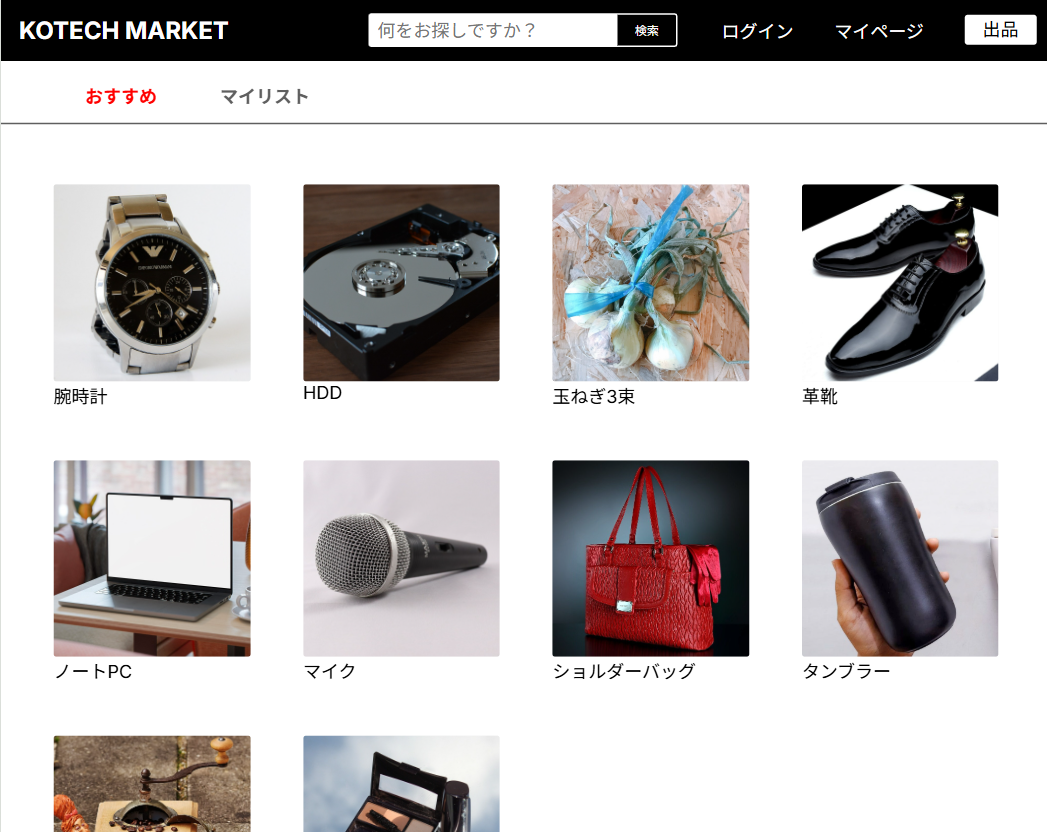 KOTECH MARKET
何をお探しですか？
検索
ログイン
マイページ
出品
おすすめ
マイリスト
EMPORIO ARMANI
腕時計
HDD
玉ねぎ3束
革靴
ノートPC
マイク
ショルダーバッグ
タンブラー